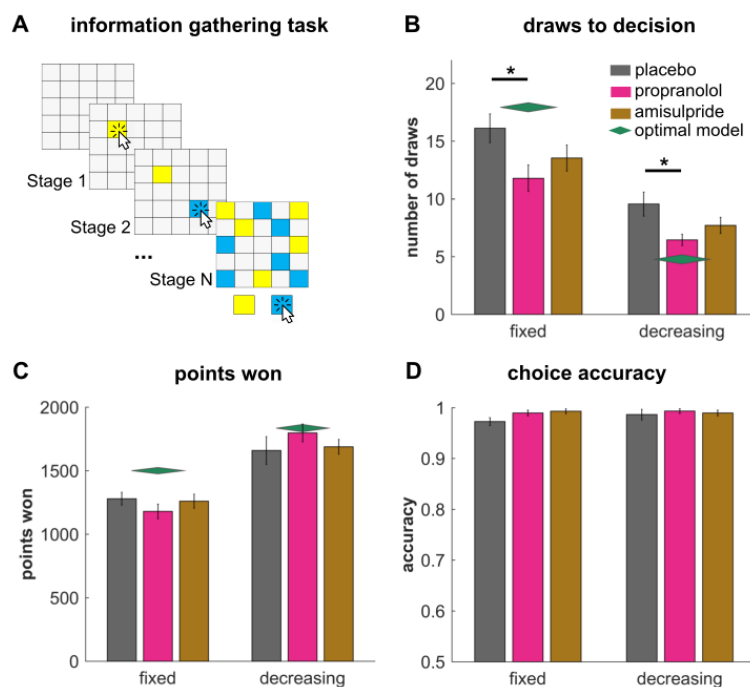 A information gathering task
Stage 1
Stage 2
...
Stage N
B draws to decision
number of draws
20
15
10
5
0
*
*
placebo
propranolol
amisulpride
optimal model
fixed decreasing
C points won
points won
2000
1500
1000
500
0
fixed decreasing
D choice accuracy
accuracy
1
0.9
0.8
0.7
0.6
0.5
fixed decreasing